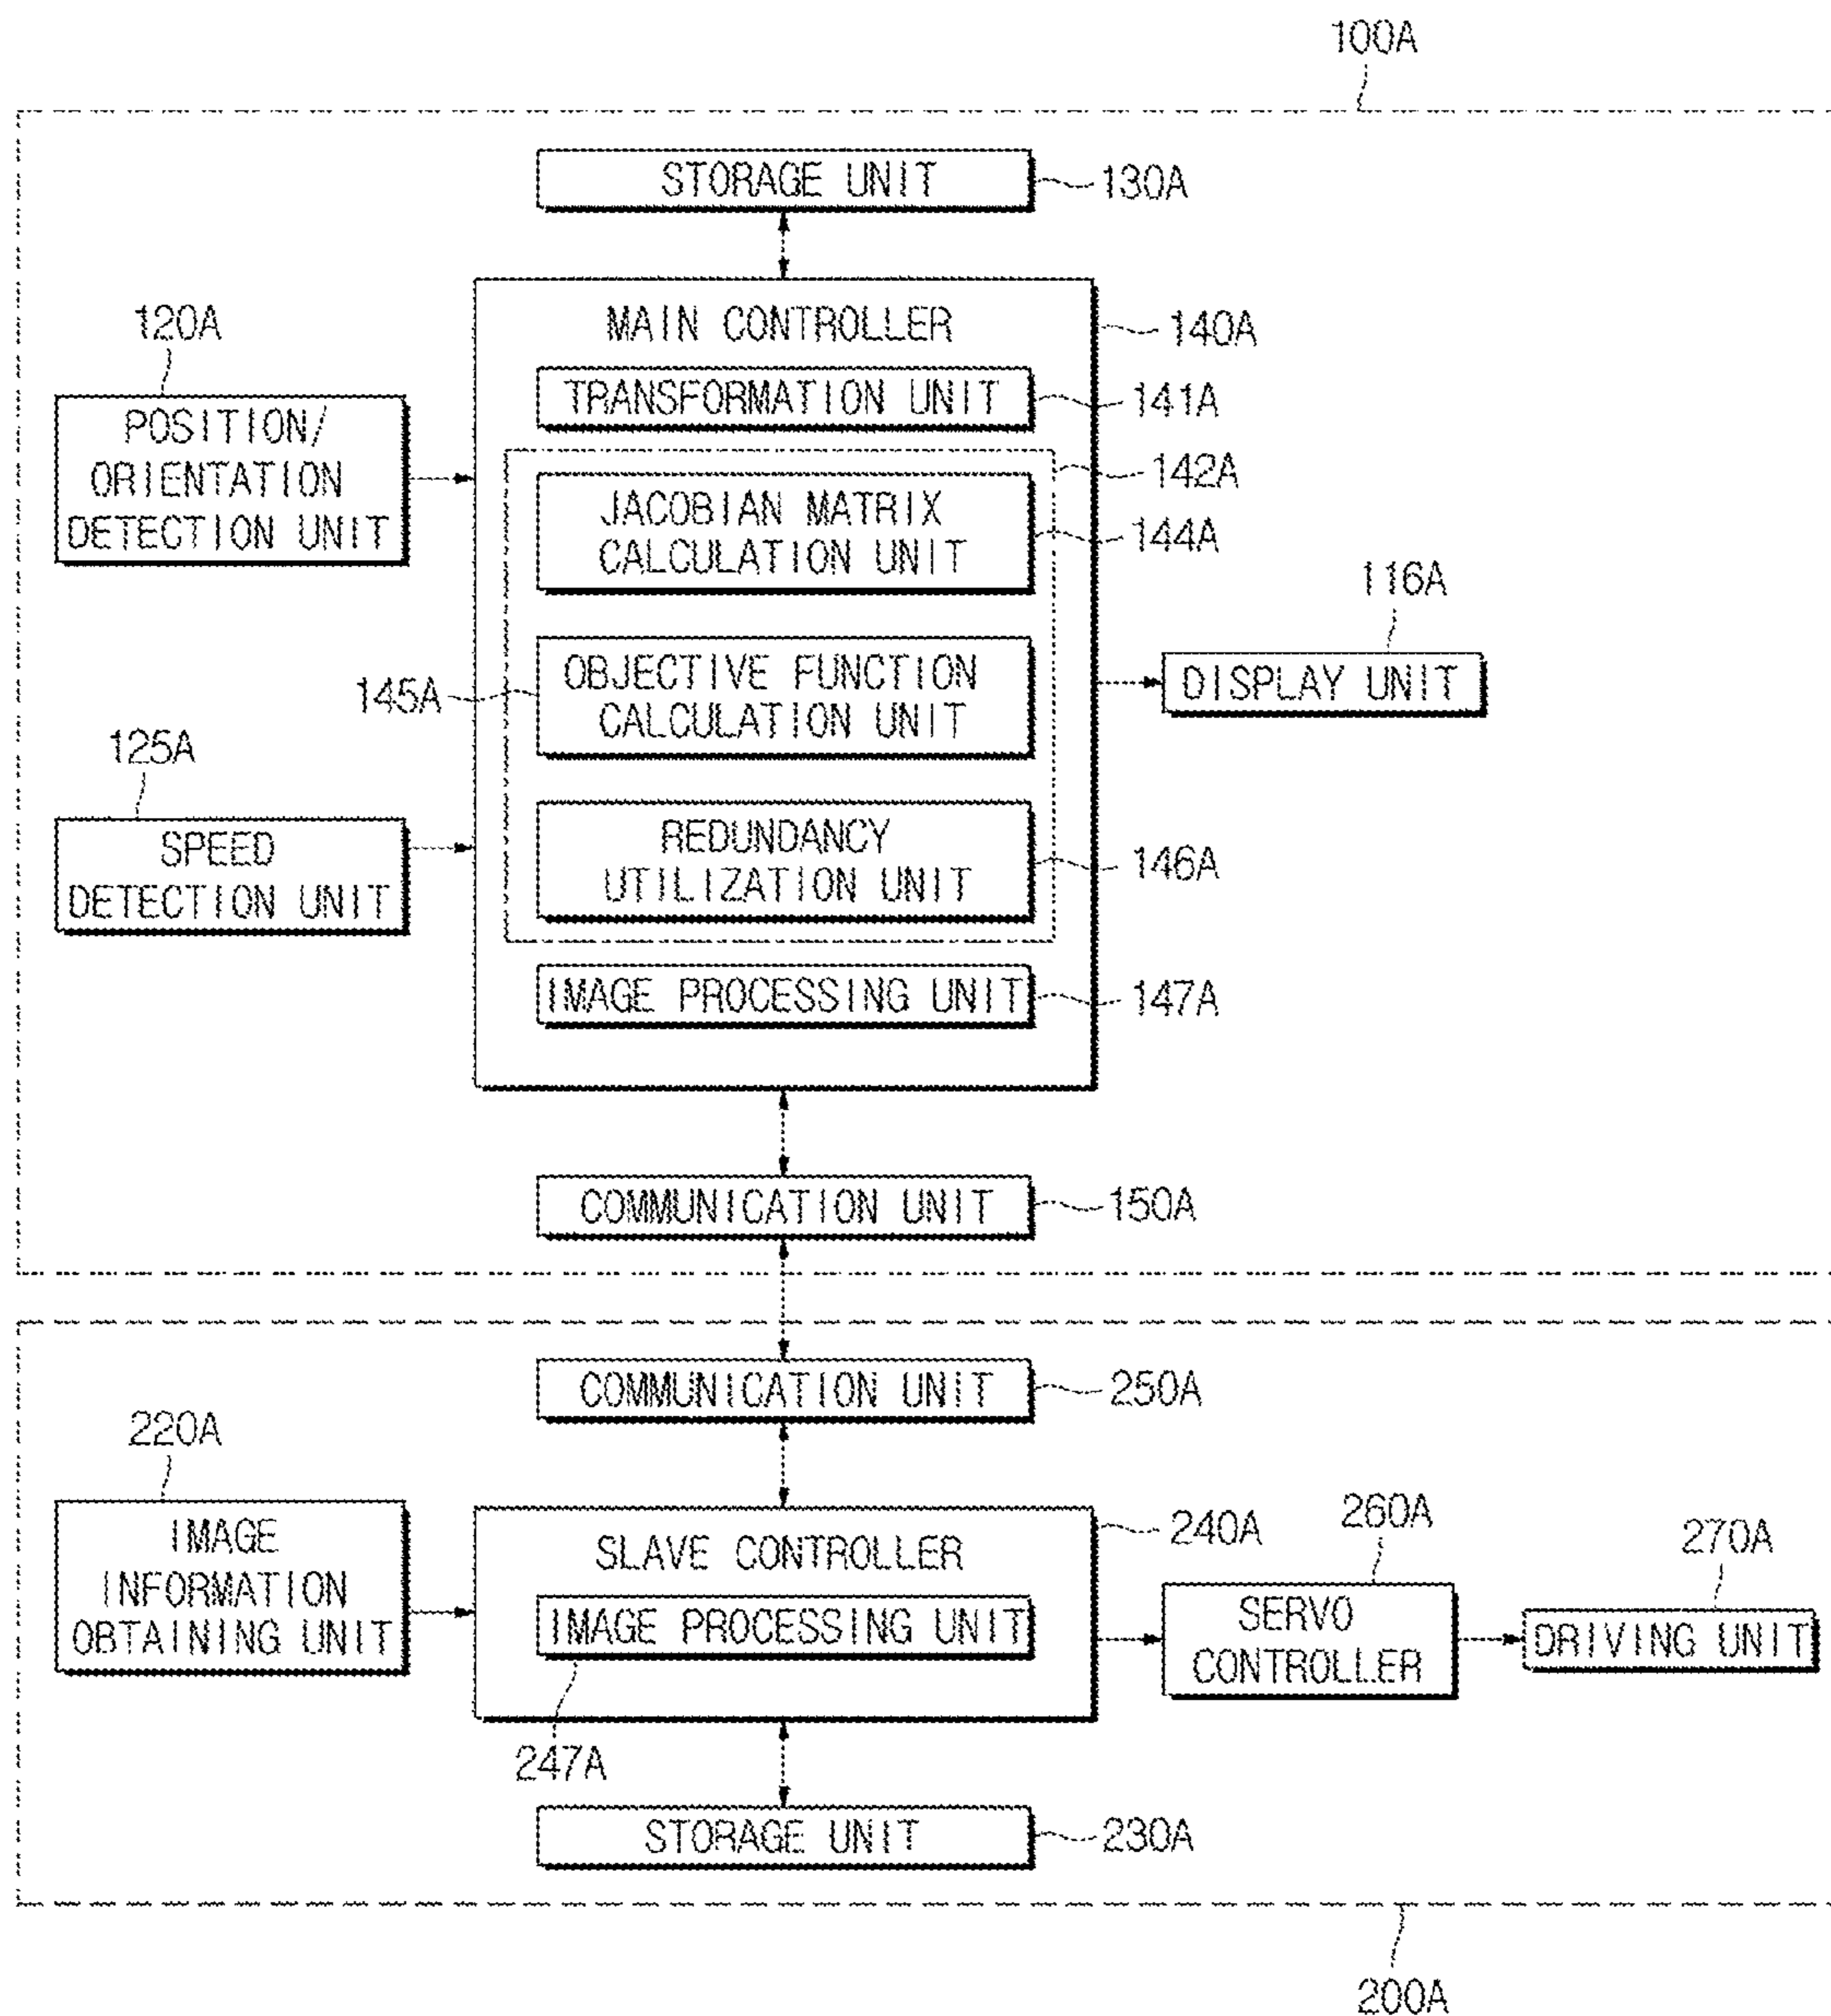 100A
STORAGE UNIT
130A
MAIN CONTROLLER
140A
120A
TRANSFORMATION UNIT
141A
POSITION/
ORIENTATION
DETECTION UNIT
142A
JACOBIAN MATRIX
CALCULATION UNIT
144A
116A
DISPLAY UNIT
145A
OBJECTIVE FUNCTION
CALCULATION UNIT
125A
SPEED
DETECTION UNIT
REDUNDANCY
UTILIZATION UNIT
146A
IMAGE PROCESSING UNIT
147A
COMMUNICATION UNIT
150A
COMMUNICATION UNIT
250A
220A
IMAGE
INFORMATION
OBTAINING UNIT
SLAVE CONTROLLER
240A
IMAGE PROCESSING UNIT
247A
260A
SERVO
CONTROLLER
270A
DRIVING UNIT
STORAGE UNIT
230A
200A